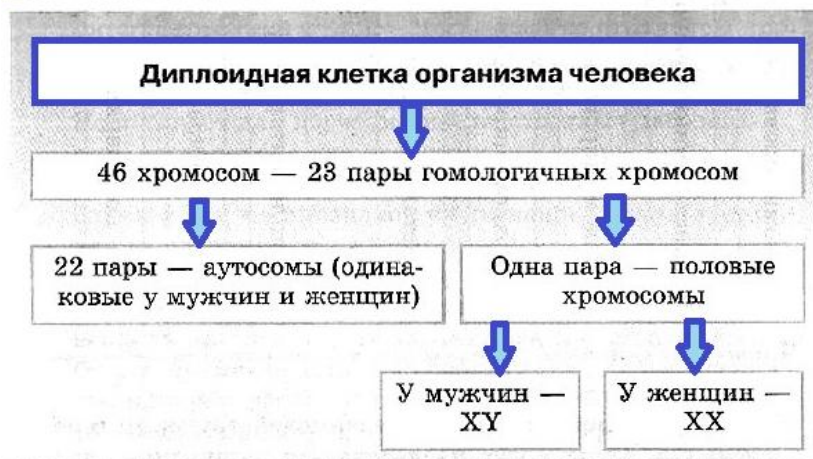 Диплоидная клетка организма человека
46 хромосом — 23 пары гомологичных хромосом
22 пары — аутосомы (одина-
ковые у мужчин и женщин)
Одна пара — половые
хромосомы
У мужчин —
XY
У женщин —
XX